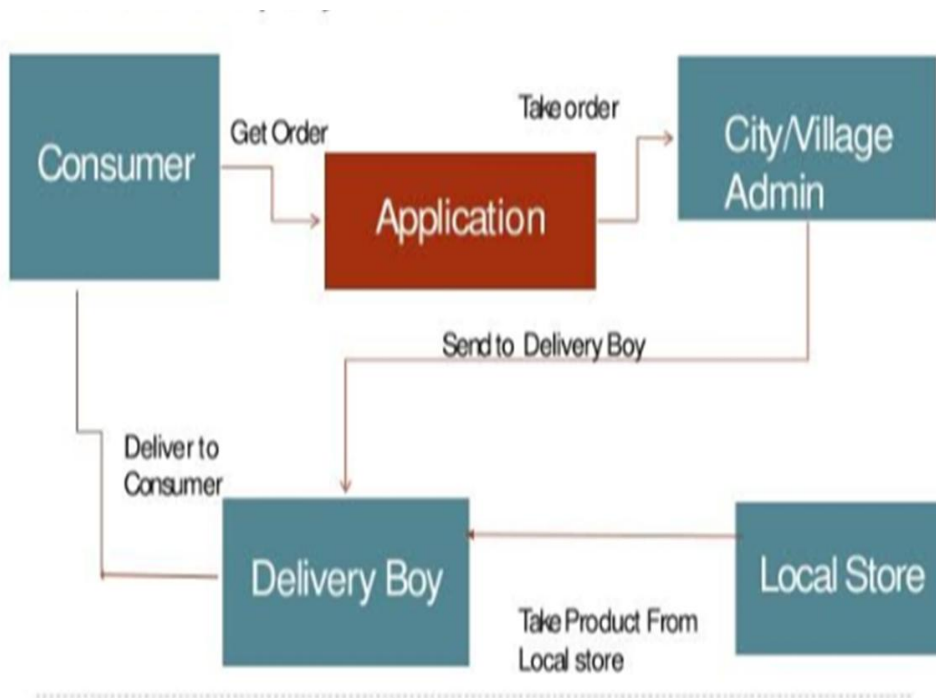 Consumer
Get Order
Application
Take order
City/Village
Admin
Send to Delivery Boy
Deliver to
Consumer
Delivery Boy
Local Store
Take Product From
Local store